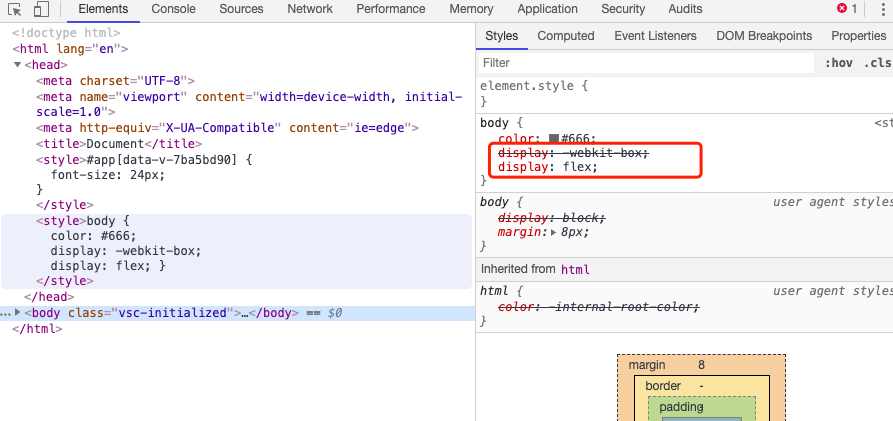 Elements Console Sources Network Performance Memory Application Security Audits 1
<!doctype html>
<html lang="en">
<head>
<meta charset="UTF-8">
<meta name="viewport" content="width=device-width, initial-
scale=1.0">
<meta http-equiv="X-UA-Compatible" content="ie=edge">
<title>Document</title>
<style>#app[data-v-7ba5bd90] {
font-size: 24px;
}
</style>
<style>body {
color: #666;
display: -webkit-box;
display: flex; }
</style>
</head>
…<body class="vsc-initialized">…</body> == $0
</html>
Styles Computed Event Listeners DOM Breakpoints Properties
Filter :hov .cls
element.style {
}
body { <st
color: #666;
display: -webkit-box;
display: flex;
}
body { user agent styles
display: block;
margin: 8px;
}
Inherited from html
html { user agent styles
color: -internal-root-color;
}
margin 8
border -
padding